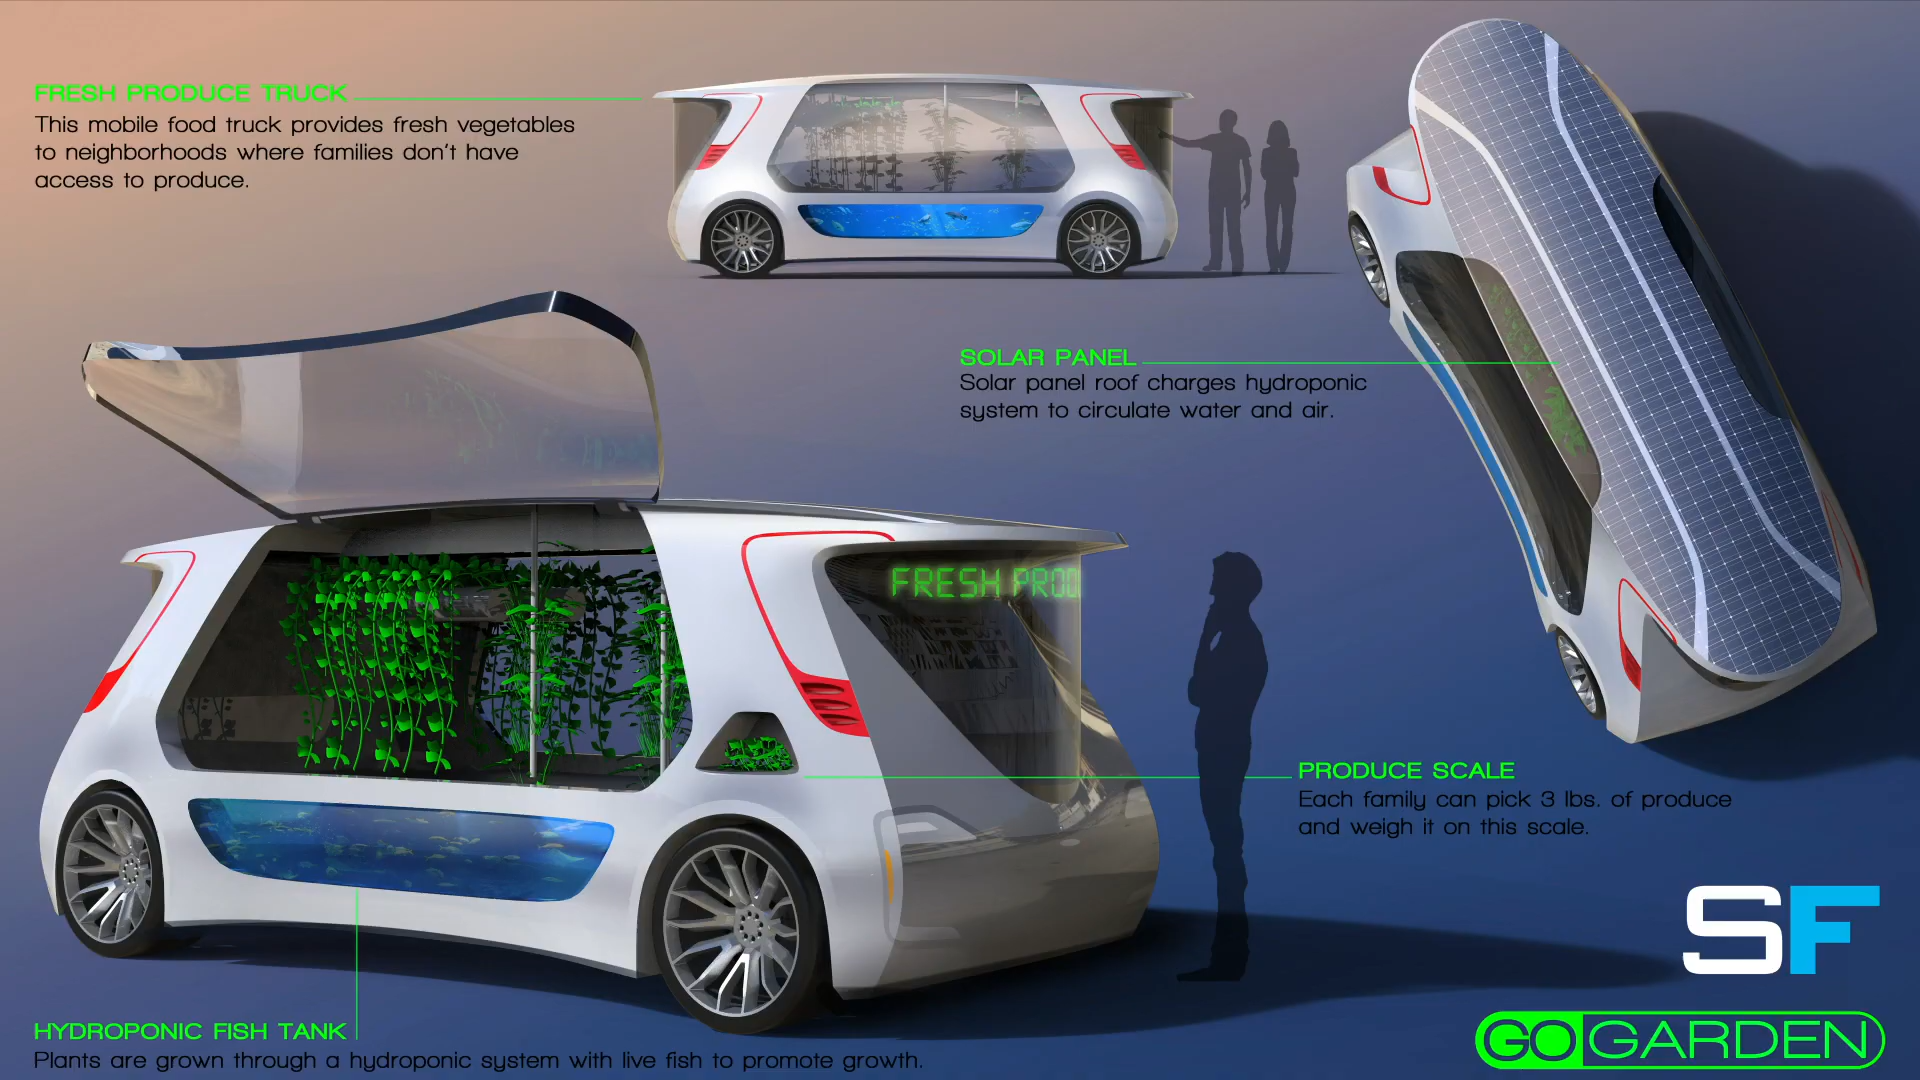 FRESH PRODUCE TRUCK
This mobile food truck provides fresh vegetables
to neighborhoods where families don't have
access to produce.
SOLAR PANEL
Solar panel roof charges hydroponic
system to circulate water and air.
FRESH PROD
PRODUCE SCALE
Each family can pick 3 lbs. of produce
and weigh it on this scale.
SF
HYDROPONIC FISH TANK
Plants are grown through a hydroponic system with live fish to promote growth.
GO GARDEN